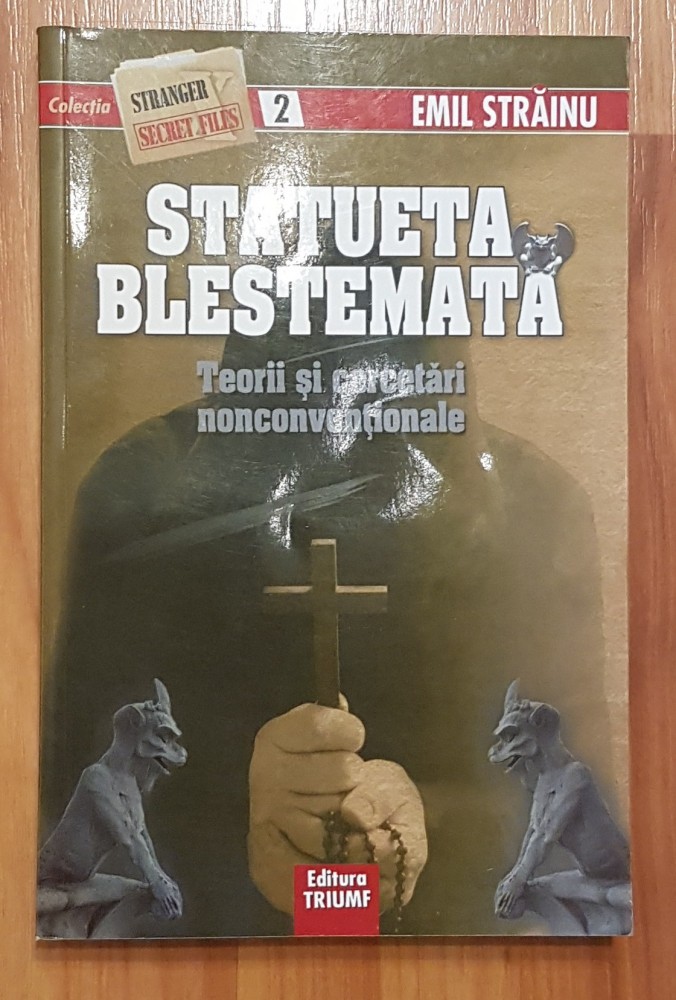 Colecția
STRANGER
SECRET FILES
2
EMIL STRĂINU
STATUETA
BLESTEMATĂ
Teorii și cercetări
nonconvenționale
Editura
TRIUMF